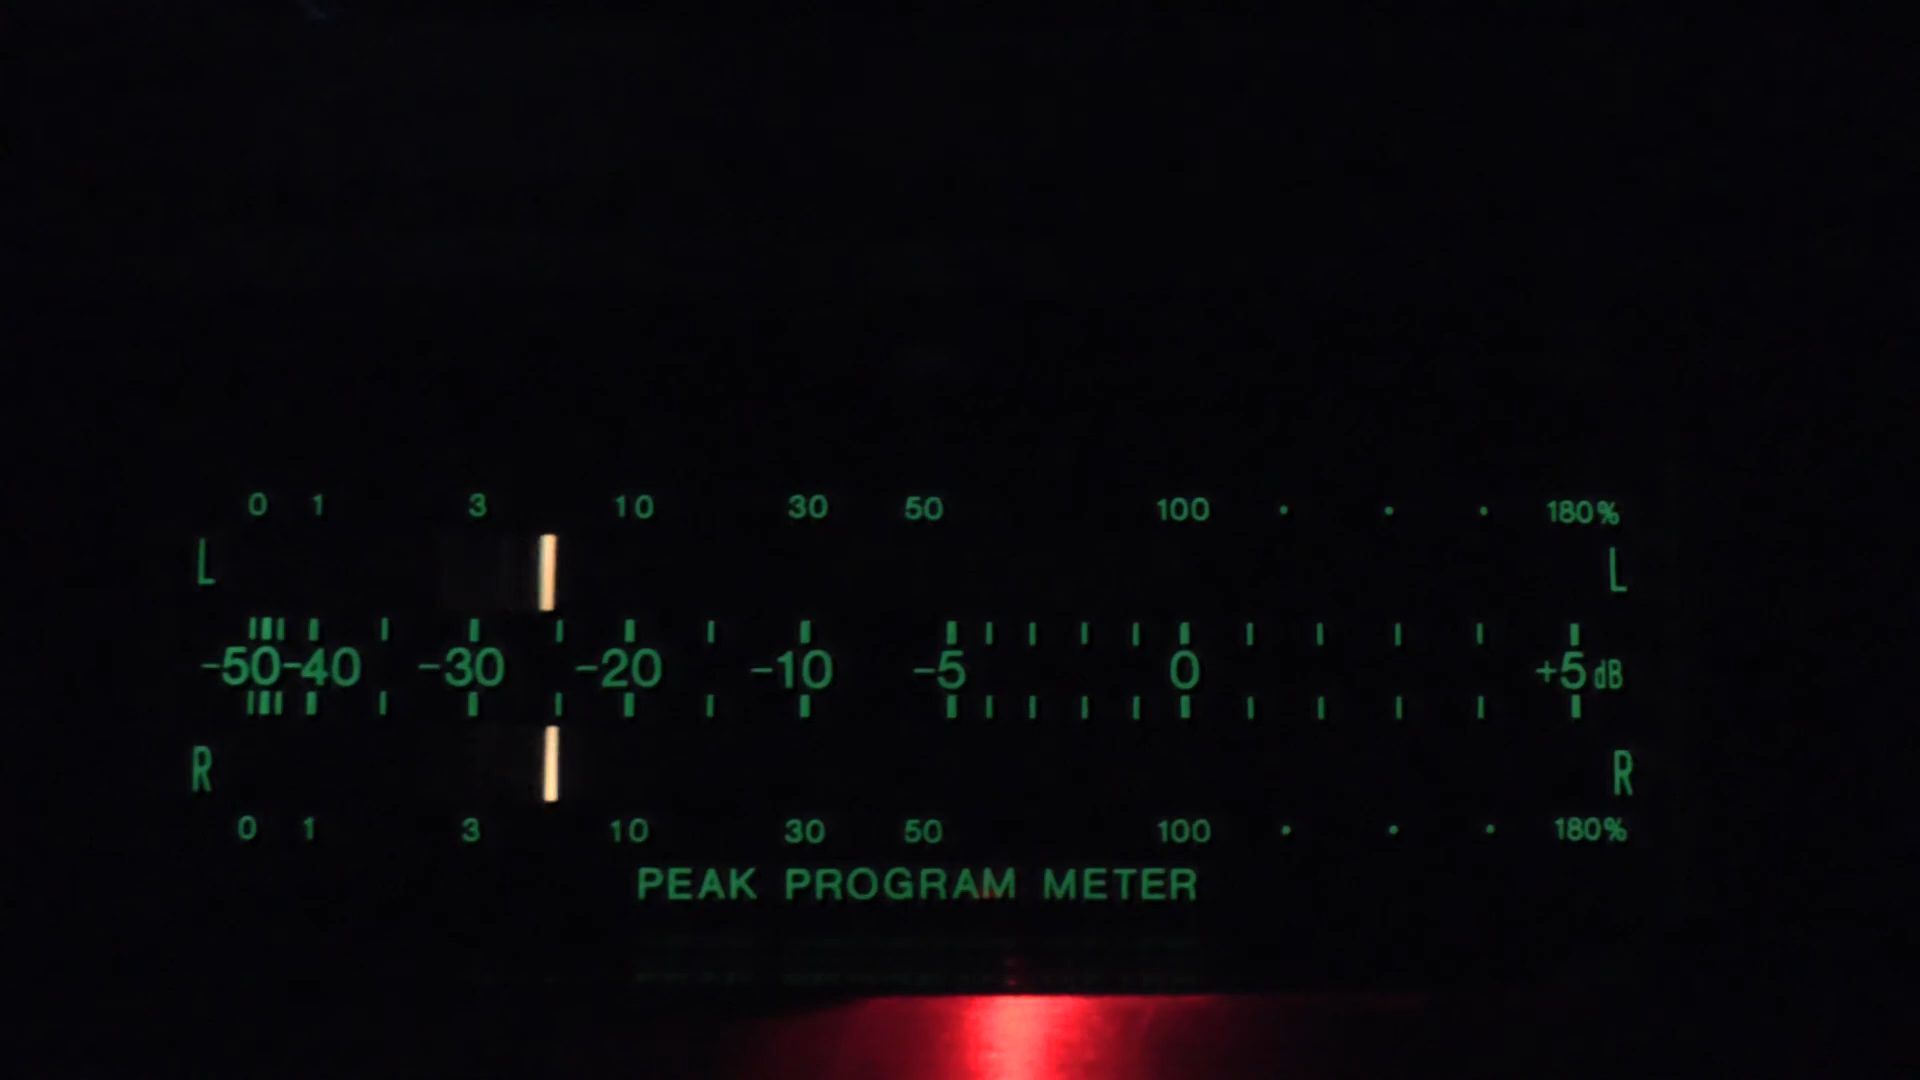 0 1 3 10 30 50 100 · · · 180%
L L
-50 -40 -30 -20 -10 -5 0 +5 dB
R R
0 1 3 10 30 50 100 · · · 180%
PEAK PROGRAM METER